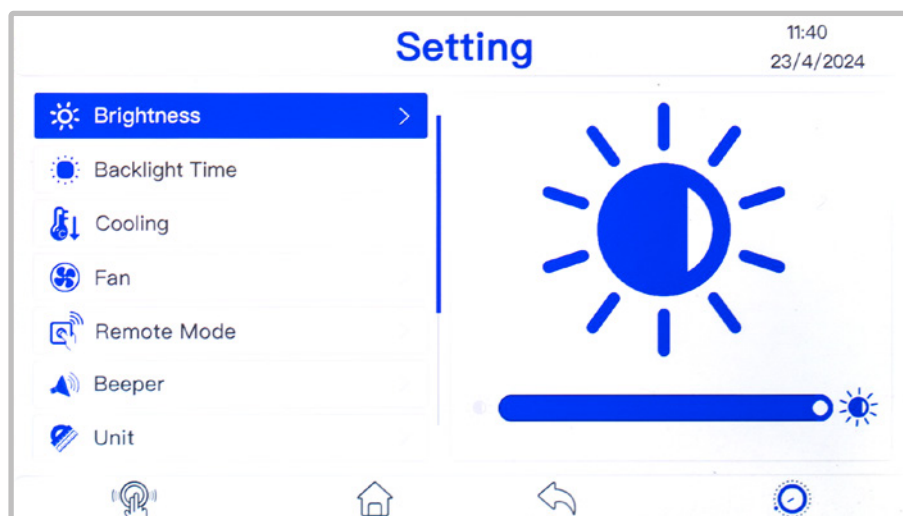 Setting
11:40
23/4/2024
Brightness
Backlight Time
Cooling
Fan
Remote Mode
Beeper
Unit